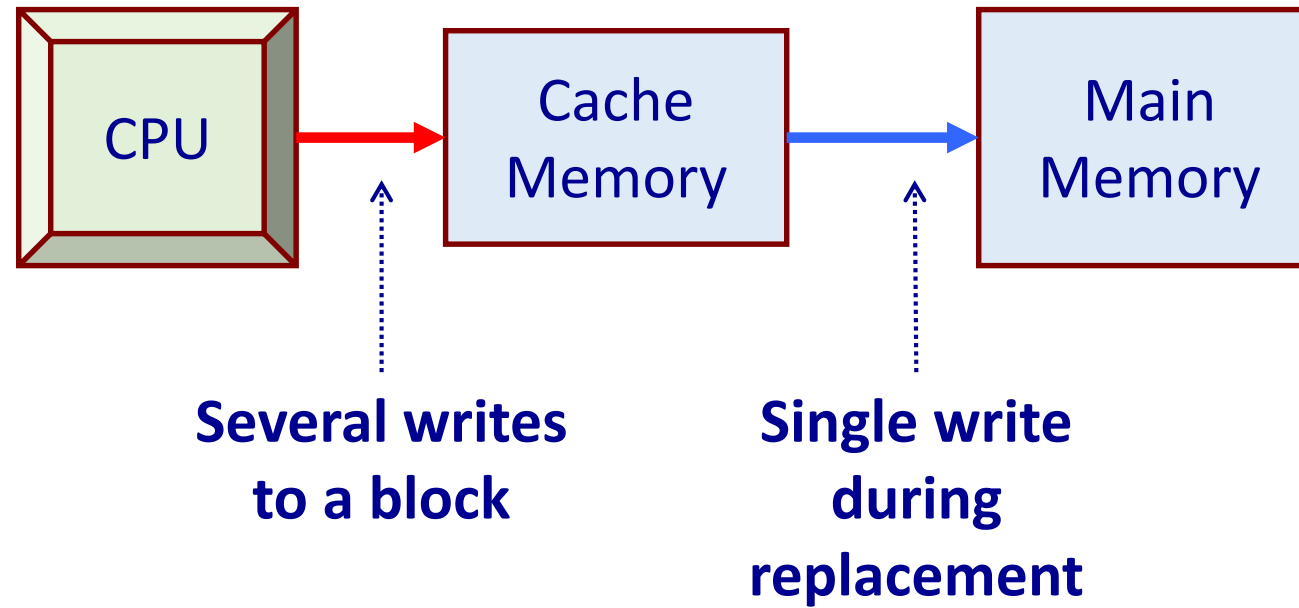 CPU
Cache
Memory
Main
Memory
Several writes
to a block
Single write
during
replacement